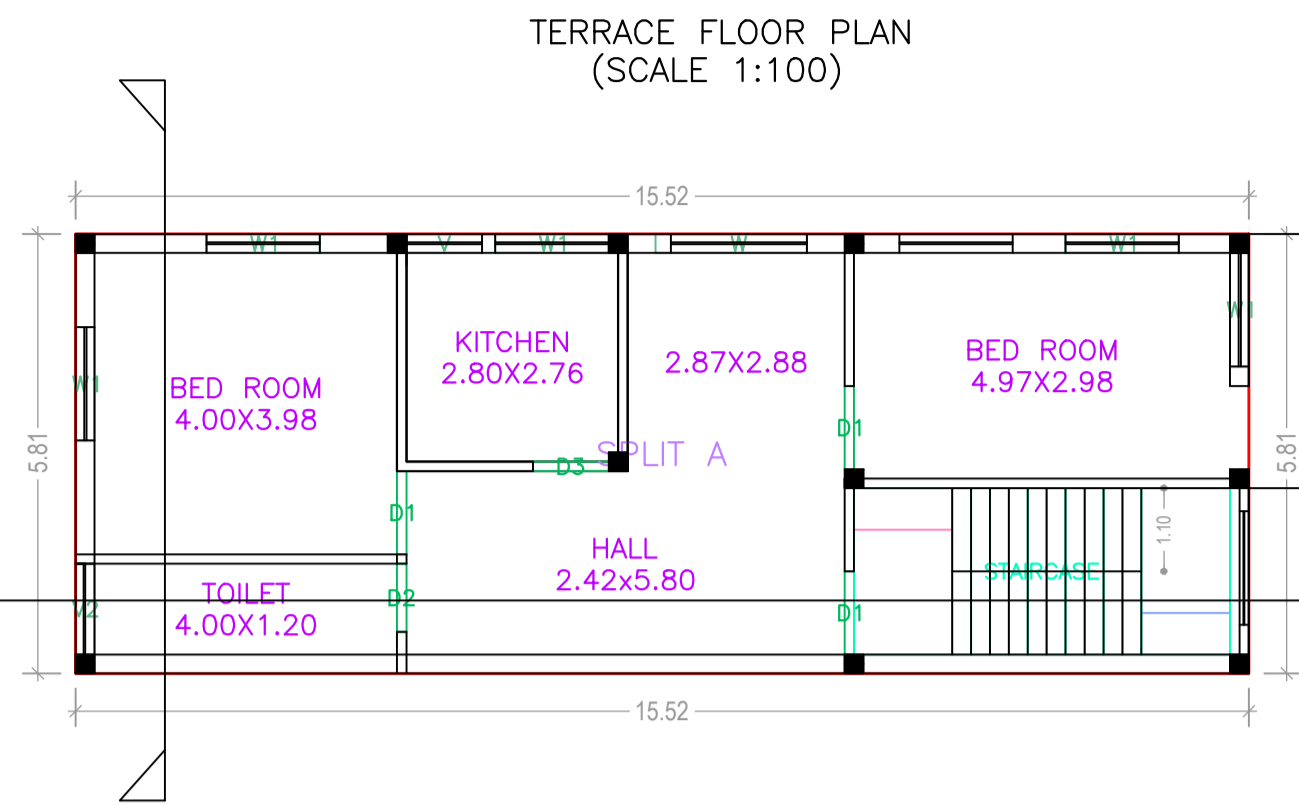 TERRACE FLOOR PLAN
(SCALE 1:100)
15.52
W1
V
W1
W
W1
W1
KITCHEN
2.80X2.76
2.87X2.88
BED ROOM
4.97X2.98
W1
BED ROOM
4.00X3.98
D1
5.81
5.81
SPLIT A
D3
D1
1.10
HALL
2.42x5.80
STAIRCASE
TOILET
4.00X1.20
V2
D2
D1
15.52